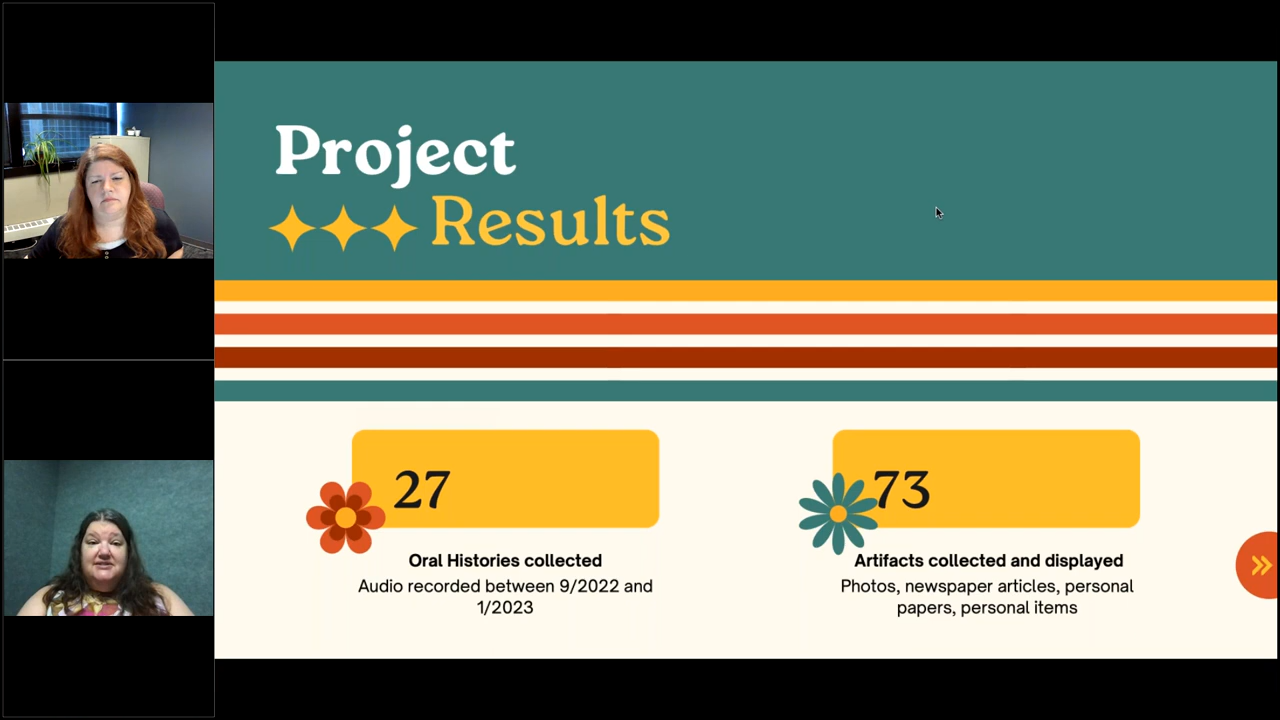 Project
Results
27
73
Oral Histories collected
Audio recorded between 9/2022 and
1/2023
Artifacts collected and displayed
Photos, newspaper articles, personal
papers, personal items